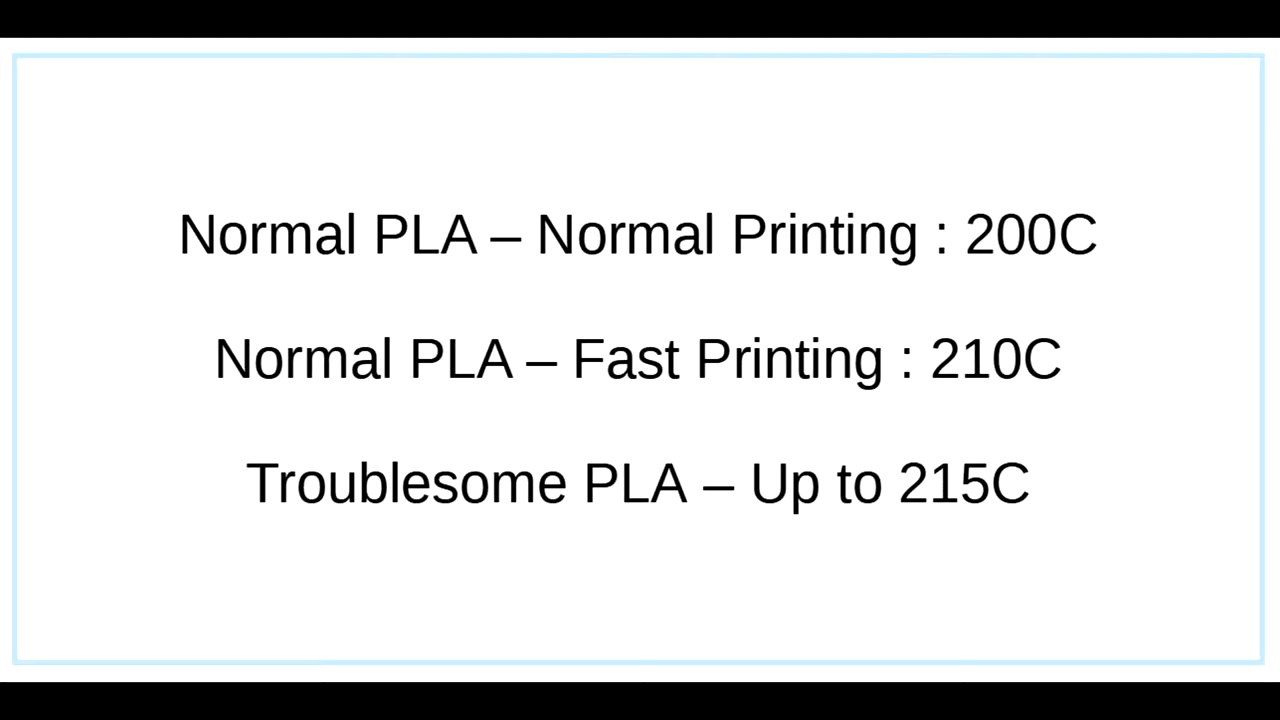 Normal PLA – Normal Printing : 200C
Normal PLA – Fast Printing : 210C
Troublesome PLA – Up to 215C